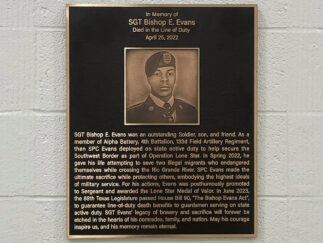 In Memory of
SGT Bishop E. Evans
Died in the Line of Duty
April 25, 2022
SGT Bishop E. Evans was an outstanding Soldier, son, and friend. As a
member of Alpha Battery, 4th Battalion, 133d Field Artillery Regiment,
then SPC Evans deployed on state active duty to help secure the
Southwest Border as part of Operation Lone Star. In Spring 2022, he
gave his life attempting to save two illegal migrants who endangered
themselves while crossing the Rio Grande River. SPC Evans made the
ultimate sacrifice while protecting others, embodying the highest ideals
of military service. For his actions, Evans was posthumously promoted
to Sergeant and awarded the Lone Star Medal of Valor. In June 2023,
the 88th Texas Legislature passed House Bill 90, "The Bishop Evans Act",
to guarantee line-of-duty death benefits to guardsmen serving on state
active duty. SGT Evans' legacy of bravery and sacrifice will forever be
etched in the hearts of his comrades, family, and nation. May his courage
inspire us, and his memory remain eternal.